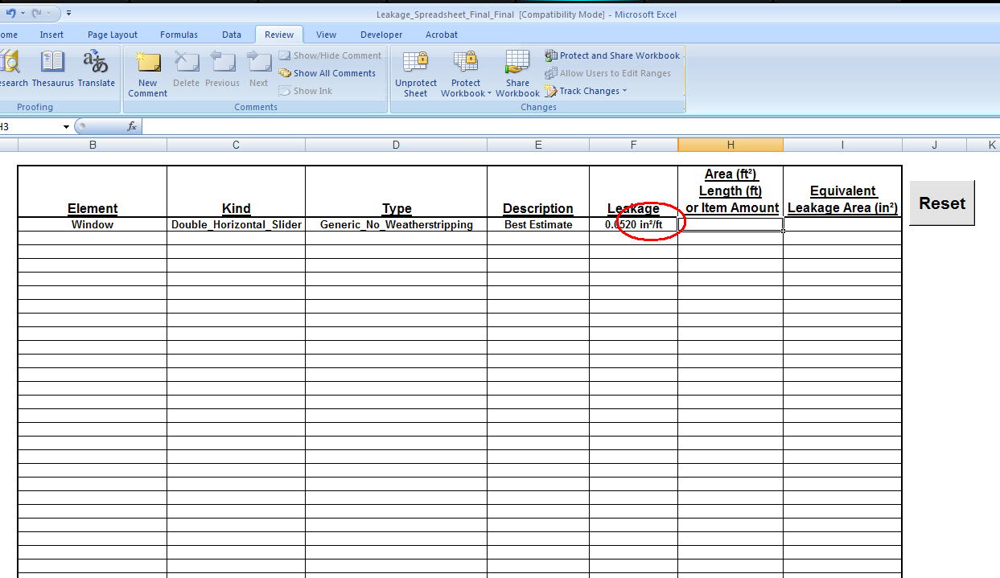 Leakage_Spreadsheet_Final_Final [Compatibility Mode] - Microsoft Excel
ome Insert Page Layout Formulas Data Review View Developer Acrobat
esearch Thesaurus Translate
Proofing
New Comment Delete Previous Next
Show/Hide Comment
Show All Comments
Show Ink
Comments
Unprotect Sheet Protect Workbook Share Workbook
Protect and Share Workbook
Allow Users to Edit Ranges
Track Changes
Changes
H3 fx
B C D E F H I J K
Element Kind Type Description Leakage Area (ft²) Length (ft) or Item Amount Equivalent Leakage Area (in²)
Reset
Window Double_Horizontal_Slider Generic_No_Weatherstripping Best Estimate 0.0520 in²/ft